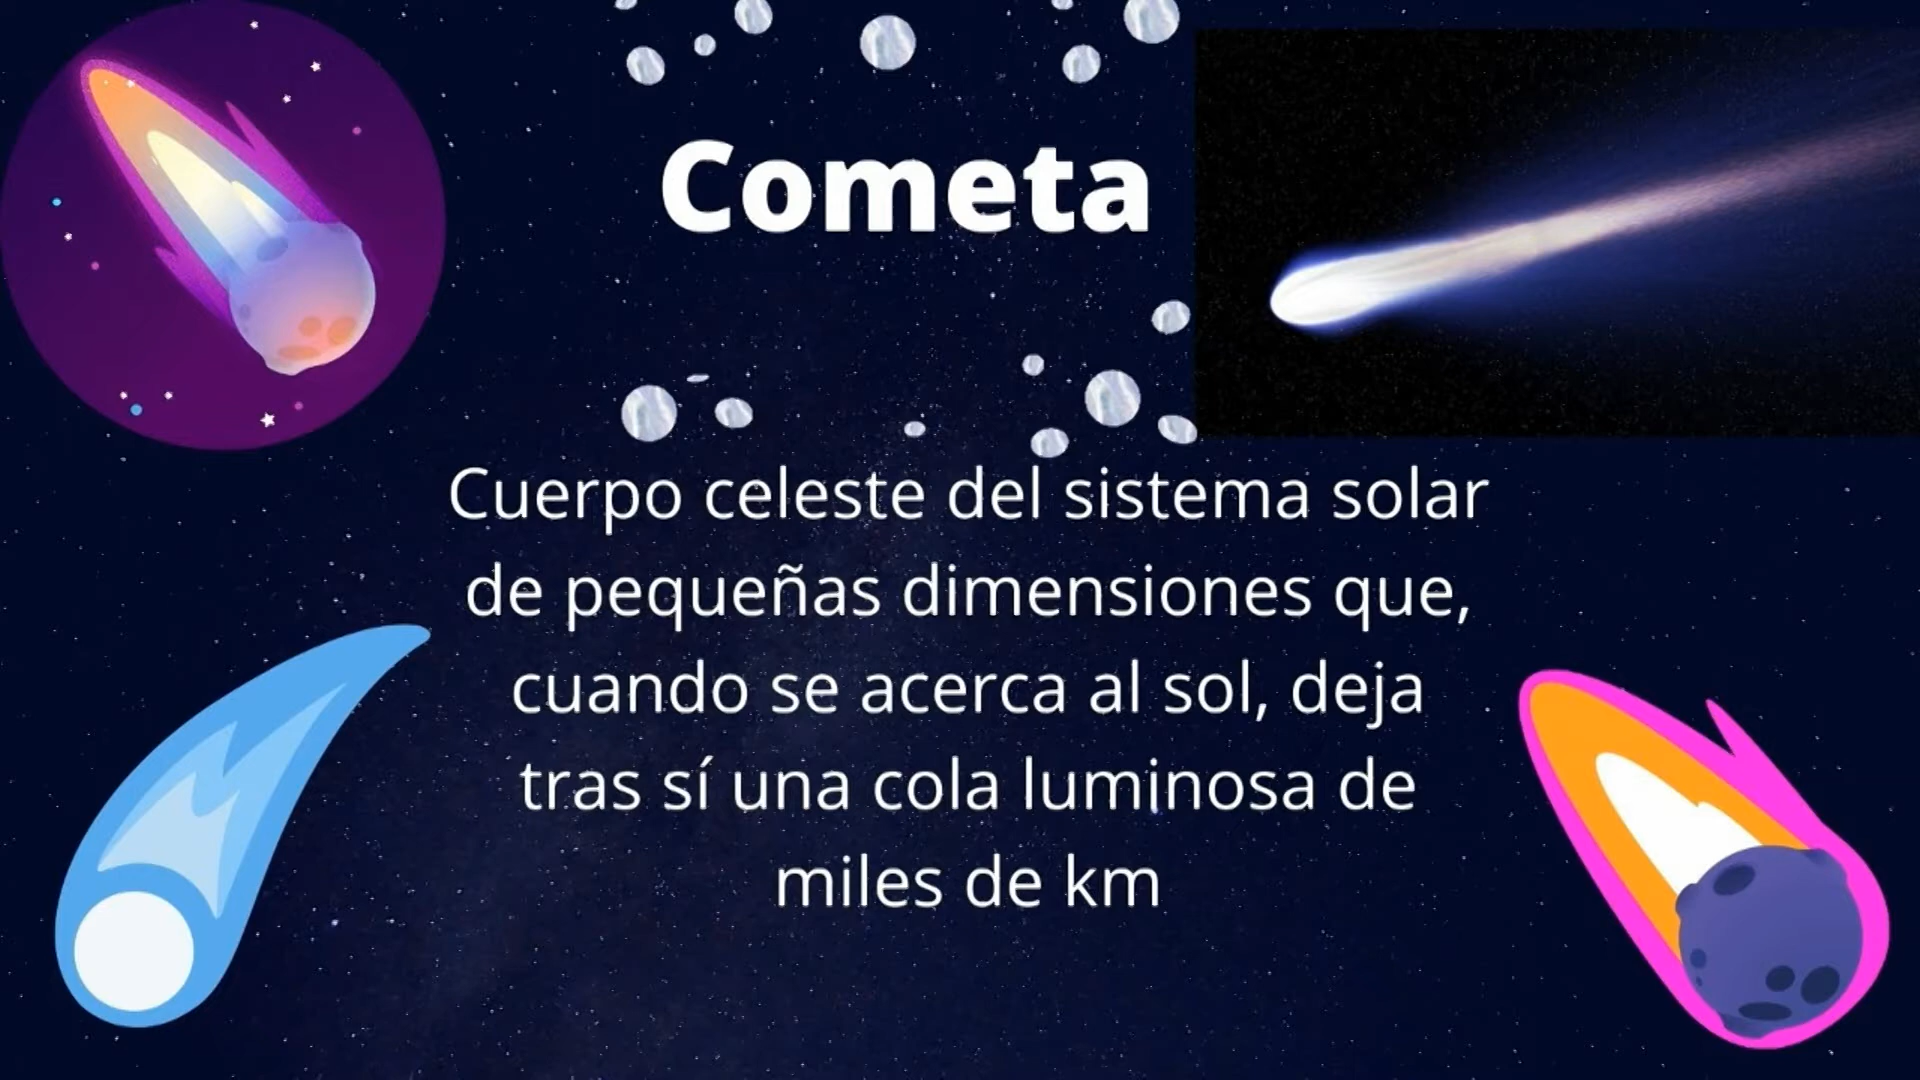 Cometa
Cuerpo celeste del sistema solar
de pequeñas dimensiones que,
cuando se acerca al sol, deja
tras sí una cola luminosa de
miles de km